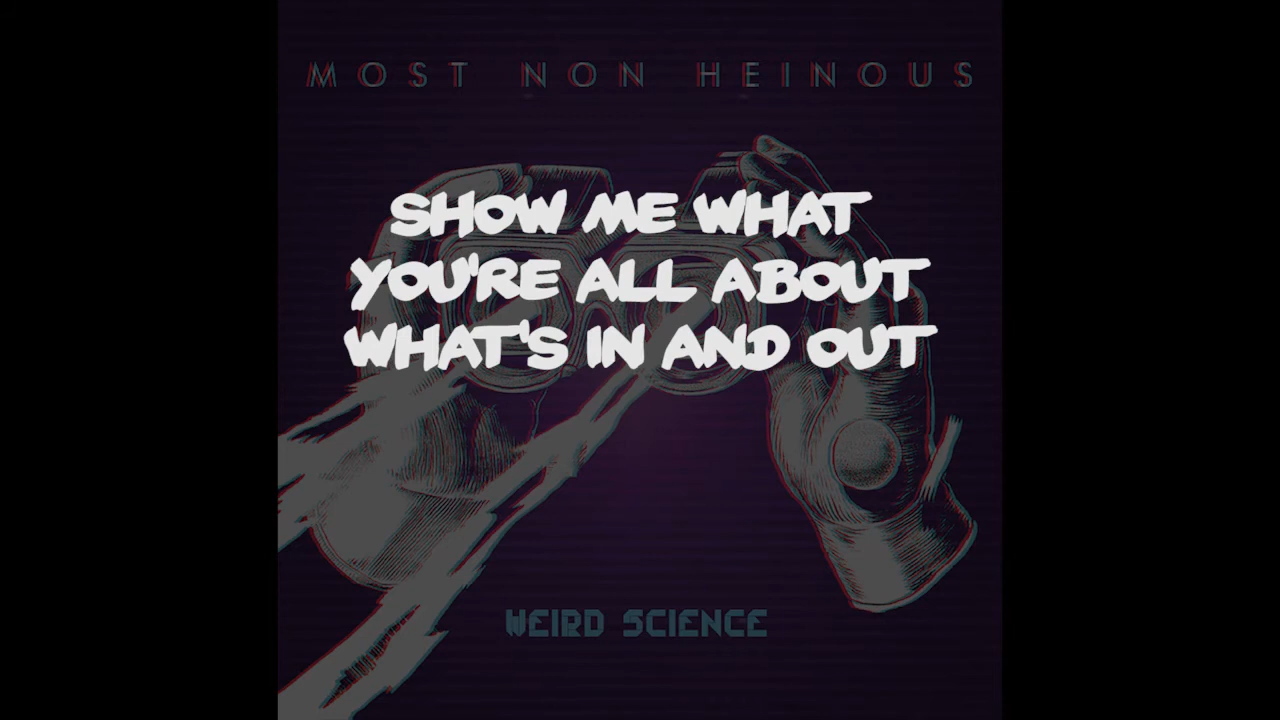 MOST NON HEINOUS
SHOW ME WHAT
YOU'RE ALL ABOUT
WHAT'S IN AND OUT
WEIRD SCIENCE